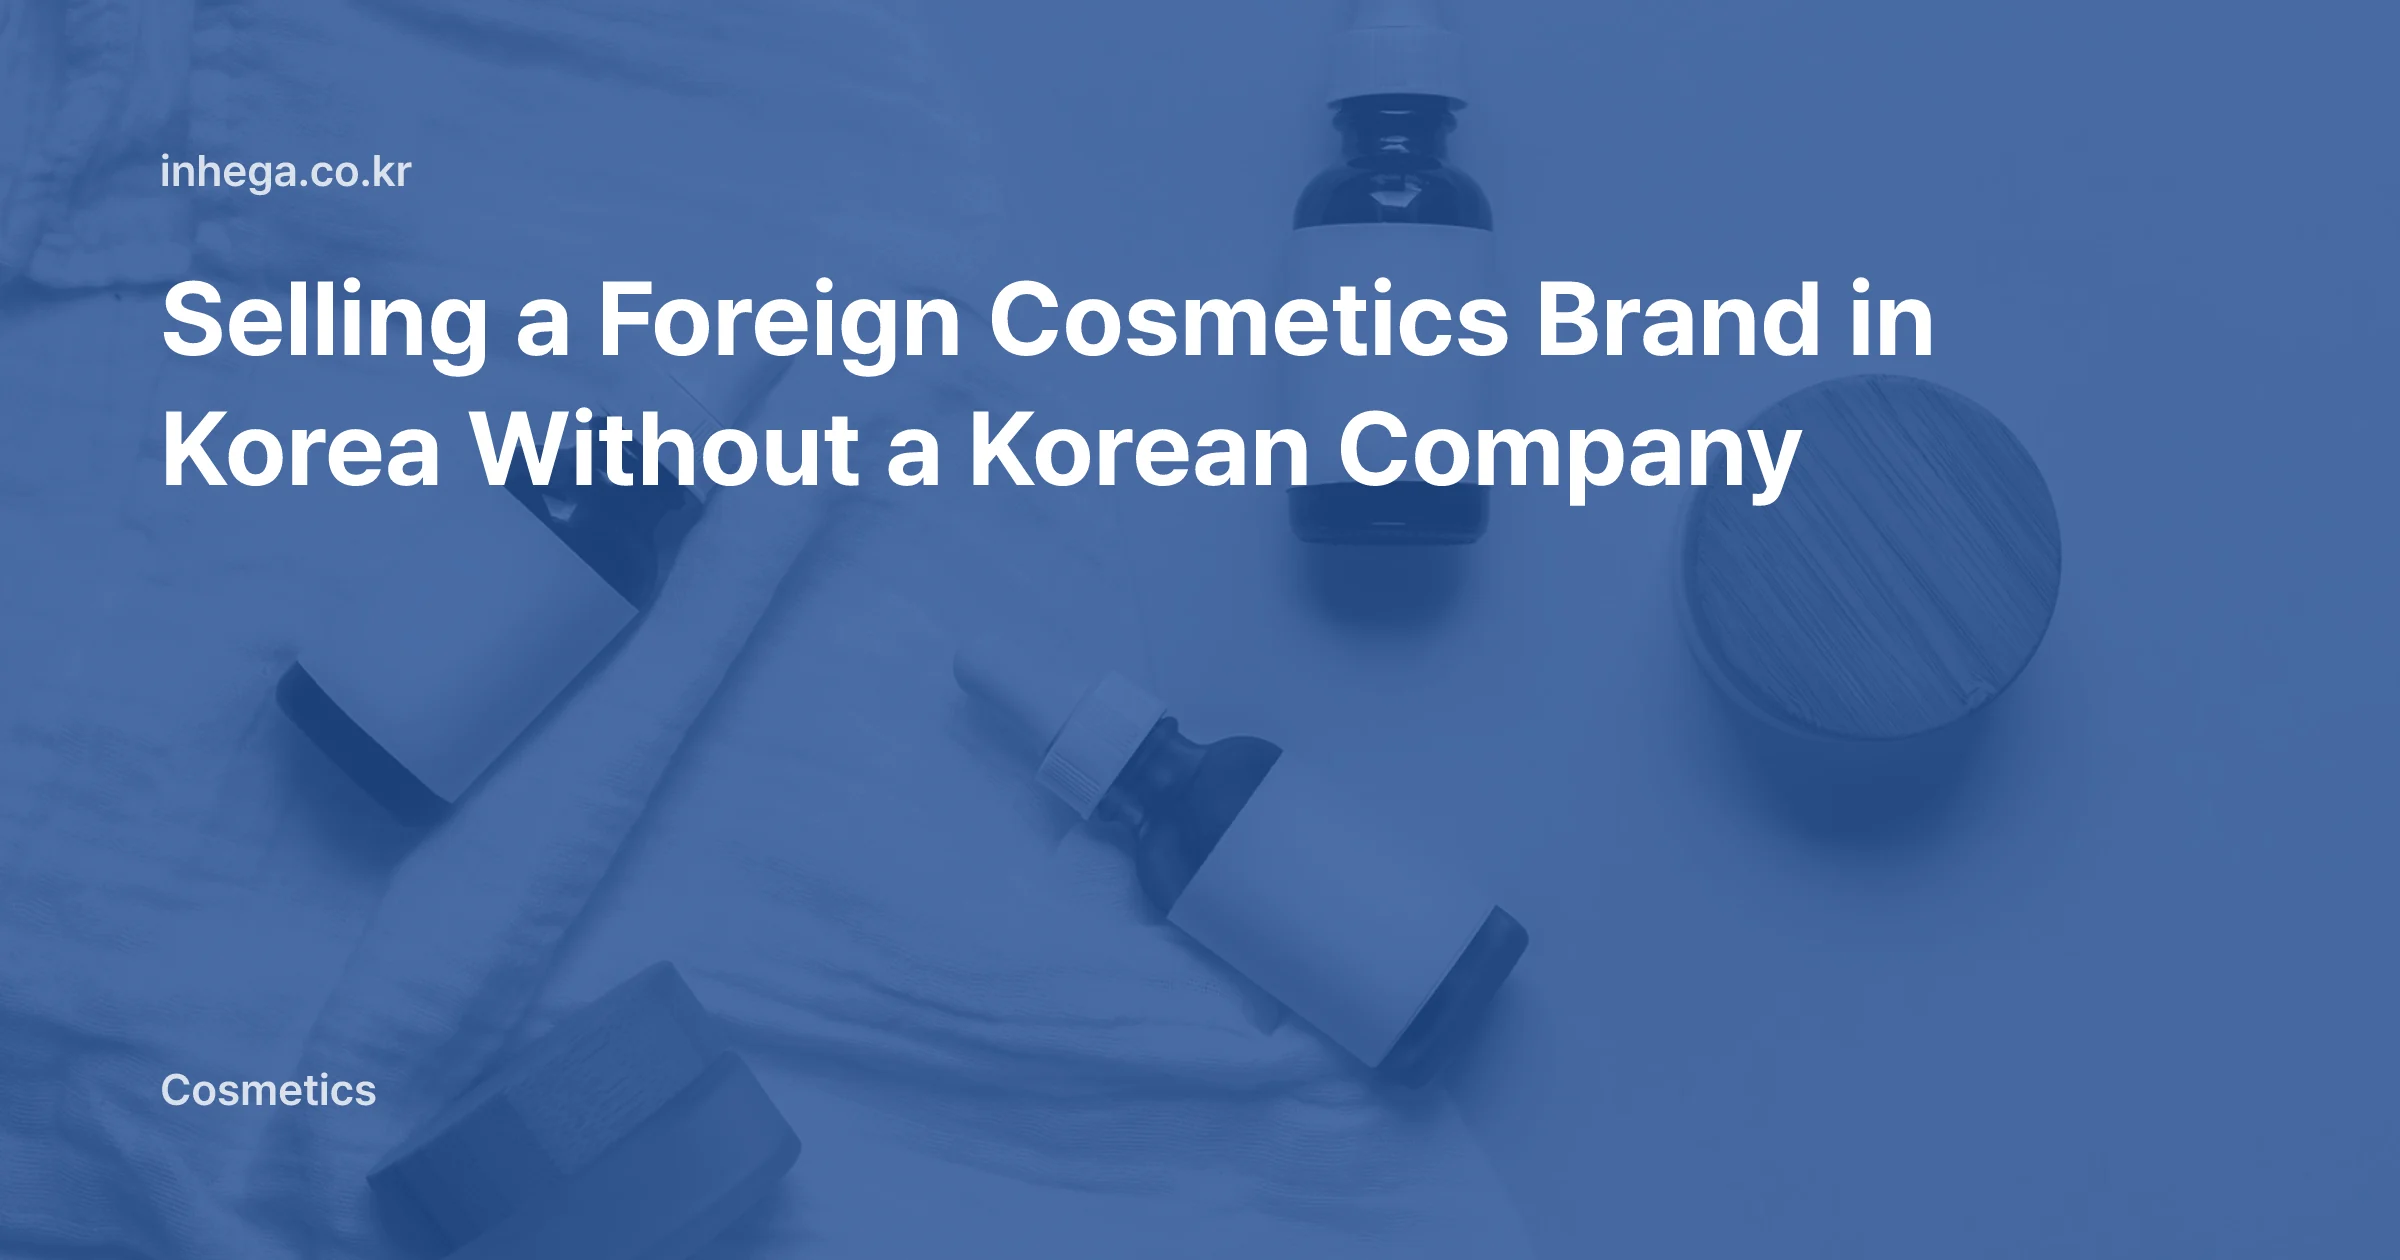 inhega.co.kr
Selling a Foreign Cosmetics Brand in
Korea Without a Korean Company
Cosmetics